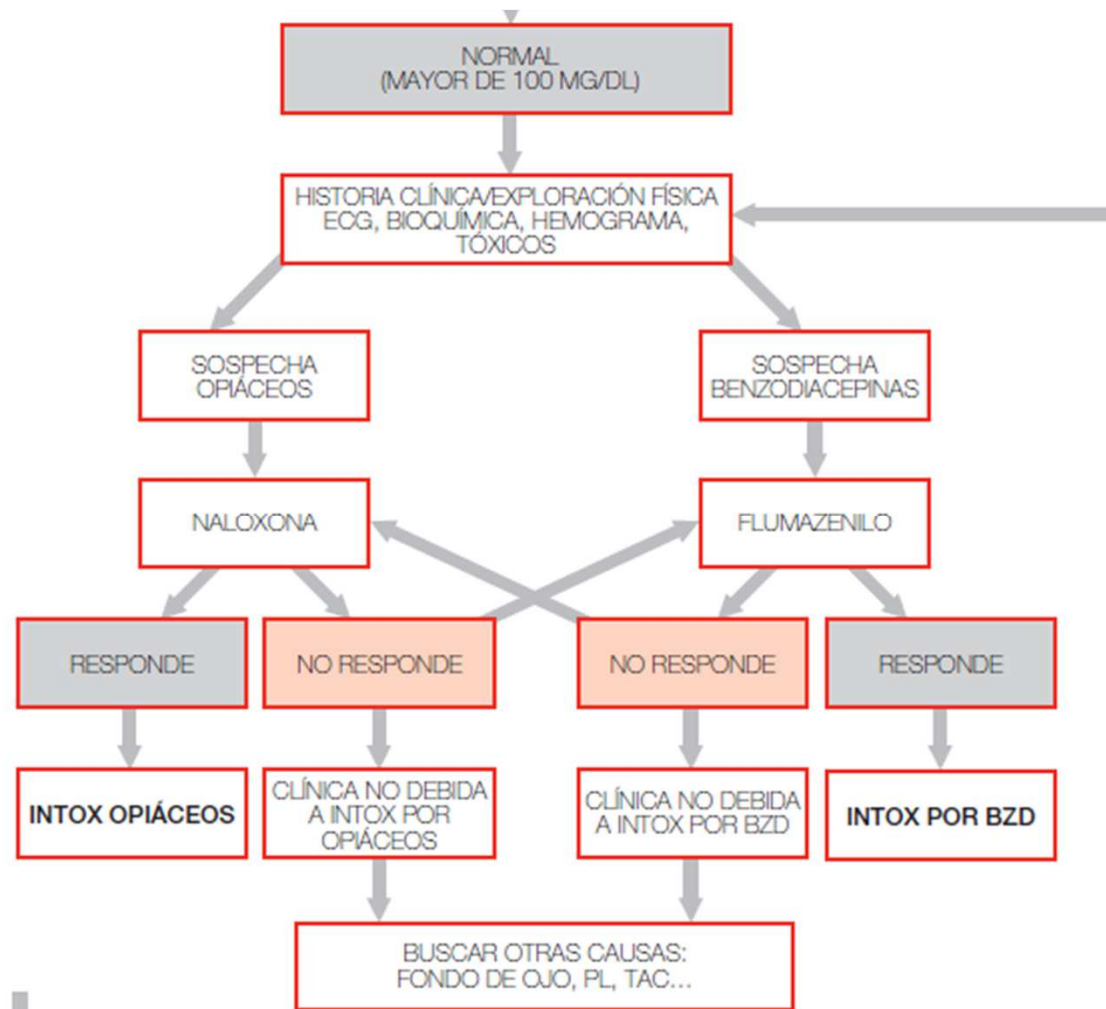 NORMAL
(MAYOR DE 100 MG/DL)
HISTORIA CLÍNICA/EXPLORACIÓN FÍSICA
ECG, BIOQUÍMICA, HEMOGRAMA,
TÓXICOS
SOSPECHA
OPIÁCEOS
SOSPECHA
BENZODIACEPINAS
NALOXONA
FLUMAZENILO
RESPONDE
NO RESPONDE
NO RESPONDE
RESPONDE
INTOX OPIÁCEOS
CLÍNICA NO DEBIDA
A INTOX POR
OPIÁCEOS
CLÍNICA NO DEBIDA
A INTOX POR BZD
INTOX POR BZD
BUSCAR OTRAS CAUSAS:
FONDO DE OJO, PL, TAC...